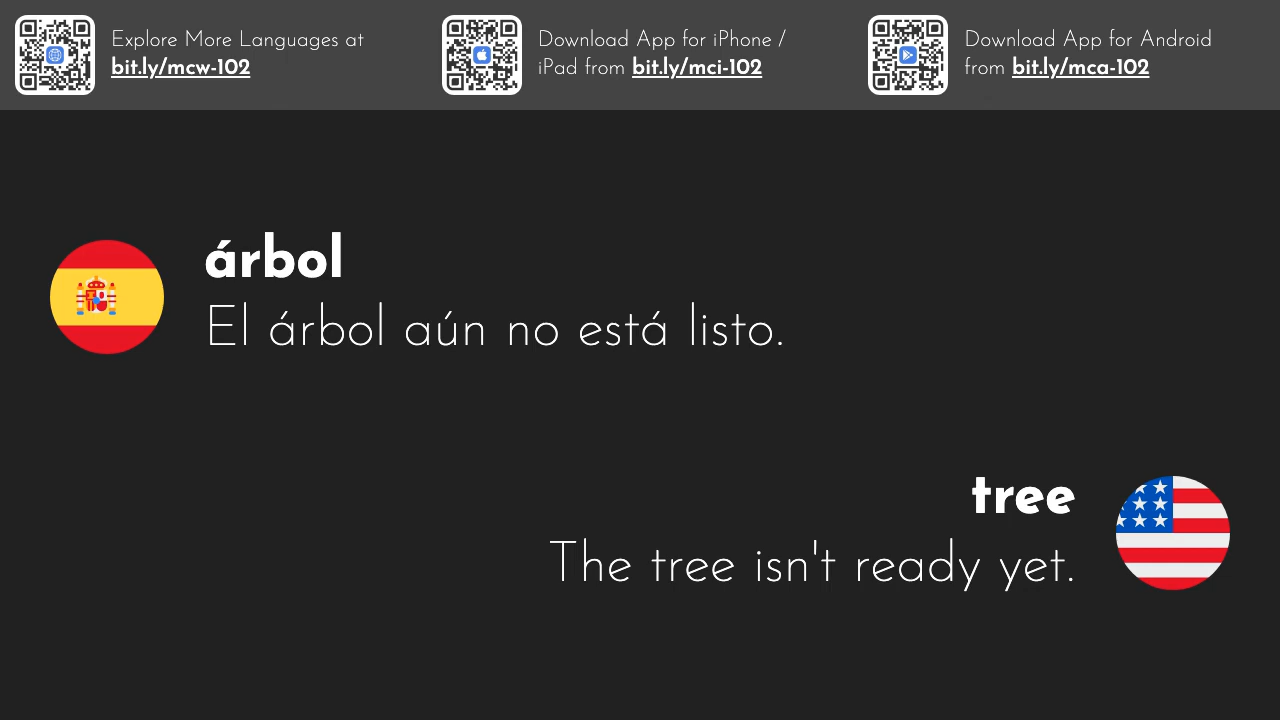 Explore More Languages at
bit.ly/mcw-102
Download App for iPhone /
iPad from bit.ly/mci-102
Download App for Android
from bit.ly/mca-102
árbol
El árbol aún no está listo.
tree
The tree isn't ready yet.